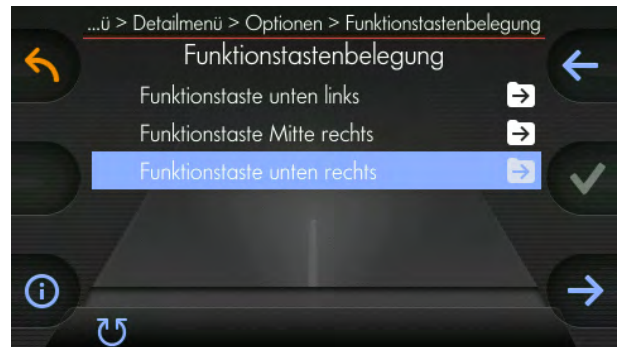 ...ü > Detailmenü > Optionen > Funktionstastenbelegung
Funktionstastenbelegung
Funktionstaste unten links
Funktionstaste Mitte rechts
Funktionstaste unten rechts